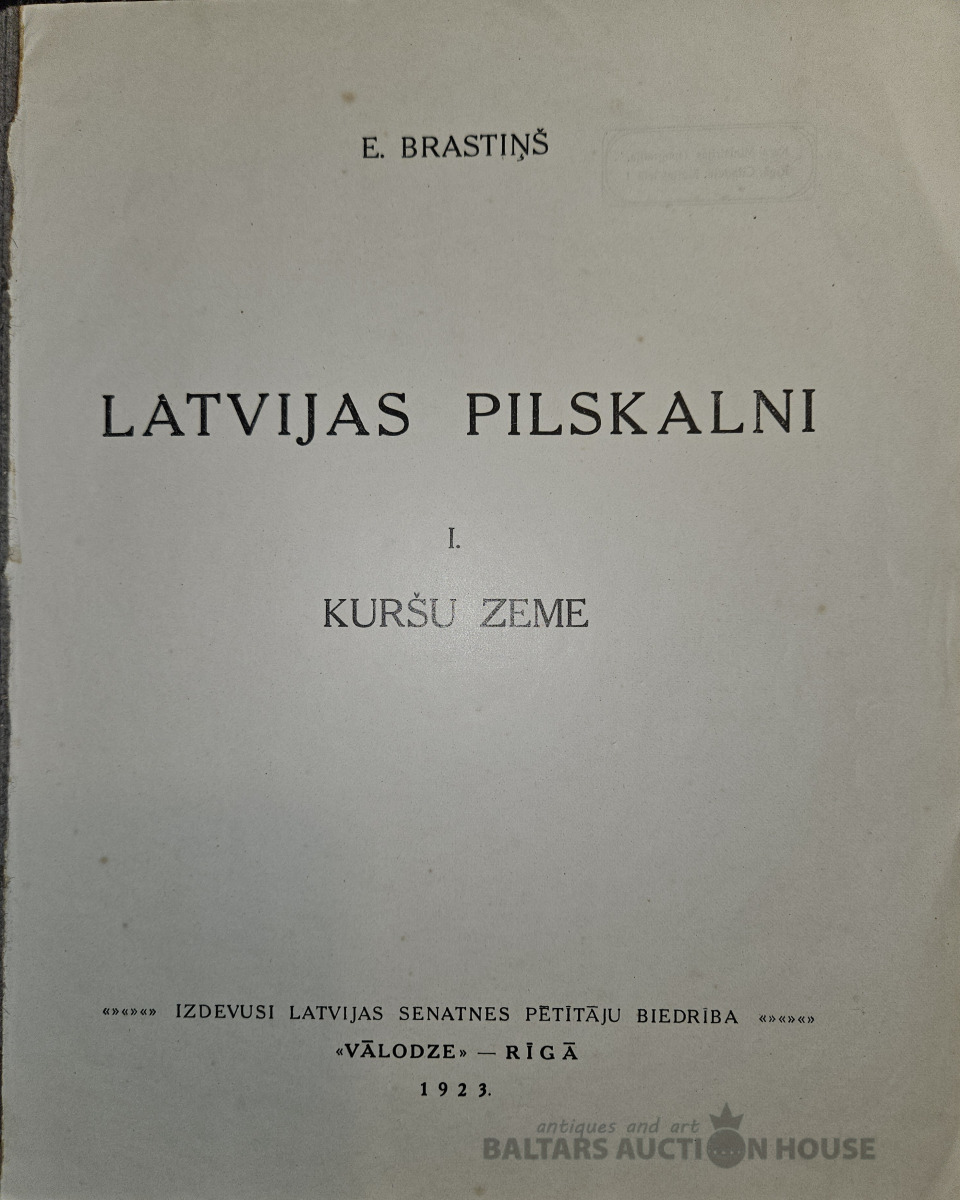 E. BRASTIŅŠ
LATVIJAS PILSKALNI
I.
KURŠU ZEME
«»«»«» IZDEVUSI LATVIJAS SENATNES PĒTĪTĀJU BIEDRĪBA «»«»«»
«VĀLODZE» — RĪGĀ
1923.
antiques and art
BALTARS AUCTION HOUSE